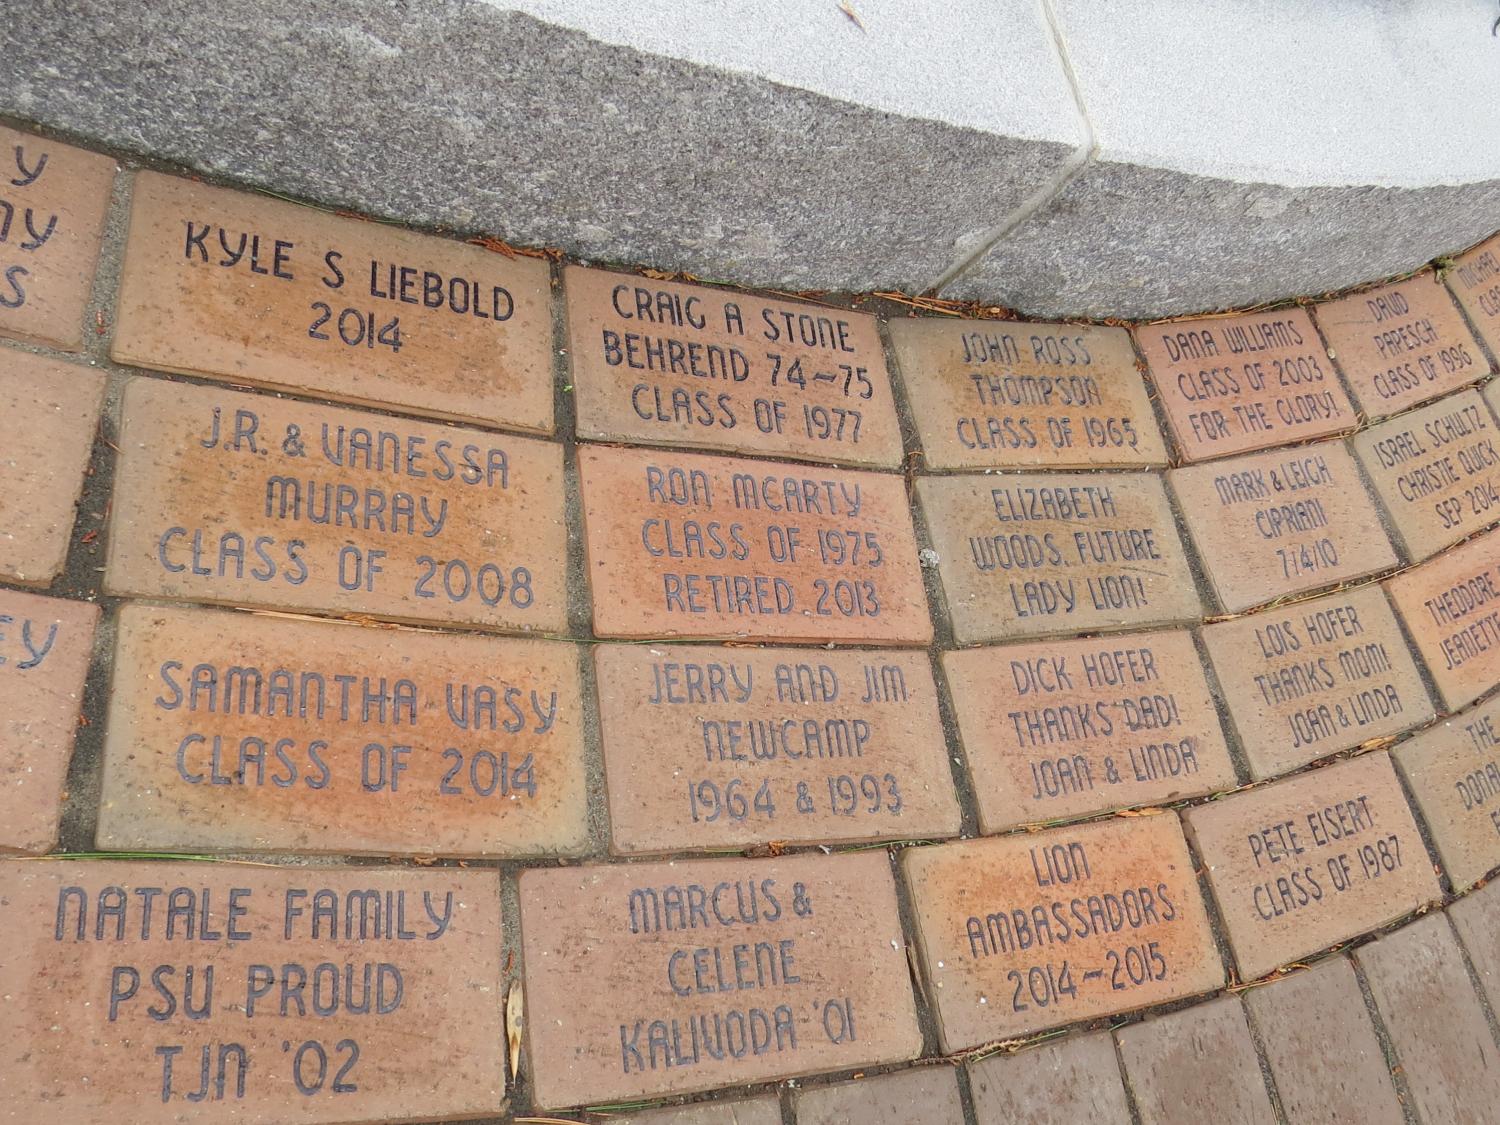 KYLE S LIEBOLD
2014
CRAIG A STONE
BEHREND 74-75
CLASS OF 1977
JOHN ROSS
THOMPSON
CLASS OF 1965
DANA WILLIAMS
CLASS OF 2003
FOR THE GLORY!
DAVID
PAPESCH
CLASS OF 1996
J.R. & VANESSA
MURRAY
CLASS OF 2008
RON MCARTY
CLASS OF 1975
RETIRED 2013
ELIZABETH
WOODS, FUTURE
LADY LION!
MARK & LEIGH
CIPRIANI
7/4/10
ISRAEL SCHULTZ
CHRISTIE QUICK
SEP 2014
SAMANTHA VASY
CLASS OF 2014
JERRY AND JIM
NEWCAMP
1964 & 1993
DICK HOFER
THANKS DAD!
JOAN & LINDA
LOIS HOFER
THANKS MOM!
JOAN & LINDA
THEODORE
JEANETTE
NATALE FAMILY
PSU PROUD
TJN '02
MARCUS &
CELENE
KALIVODA '01
LION
AMBASSADORS
2014-2015
PETE EISERT
CLASS OF 1987
THE